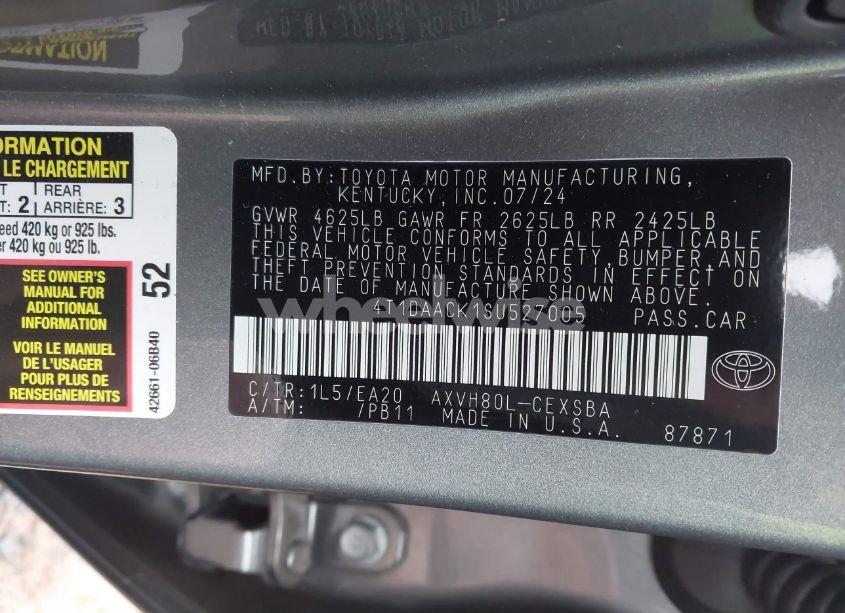 ORMATION
LE CHARGEMENT
T REAR
T: 2 ARRIÈRE: 3
eed 420 kg or 925 lbs.
er 420 kg ou 925 lb.
SEE OWNER'S
MANUAL FOR
ADDITIONAL
INFORMATION
VOIR LE MANUEL
DE L'USAGER
POUR PLUS DE
RENSEIGNEMENTS
52
42661-06B40
MFD.BY:TOYOTA MOTOR MANUFACTURING,
KENTUCKY,INC.07/24
GVWR 4625LB GAWR FR 2625LB RR 2425LB
THIS VEHICLE CONFORMS TO ALL APPLICABLE
FEDERAL MOTOR VEHICLE SAFETY,BUMPER,AND
THEFT PREVENTION STANDARDS IN EFFECT ON
THE DATE OF MANUFACTURE SHOWN ABOVE.
4T1DAACK1SU527005 PASS.CAR
wheelwise
C/TR:1L5/EA20 AXVH80L-CEXSBA
A/TM: /PB11 MADE IN U.S.A. 87871